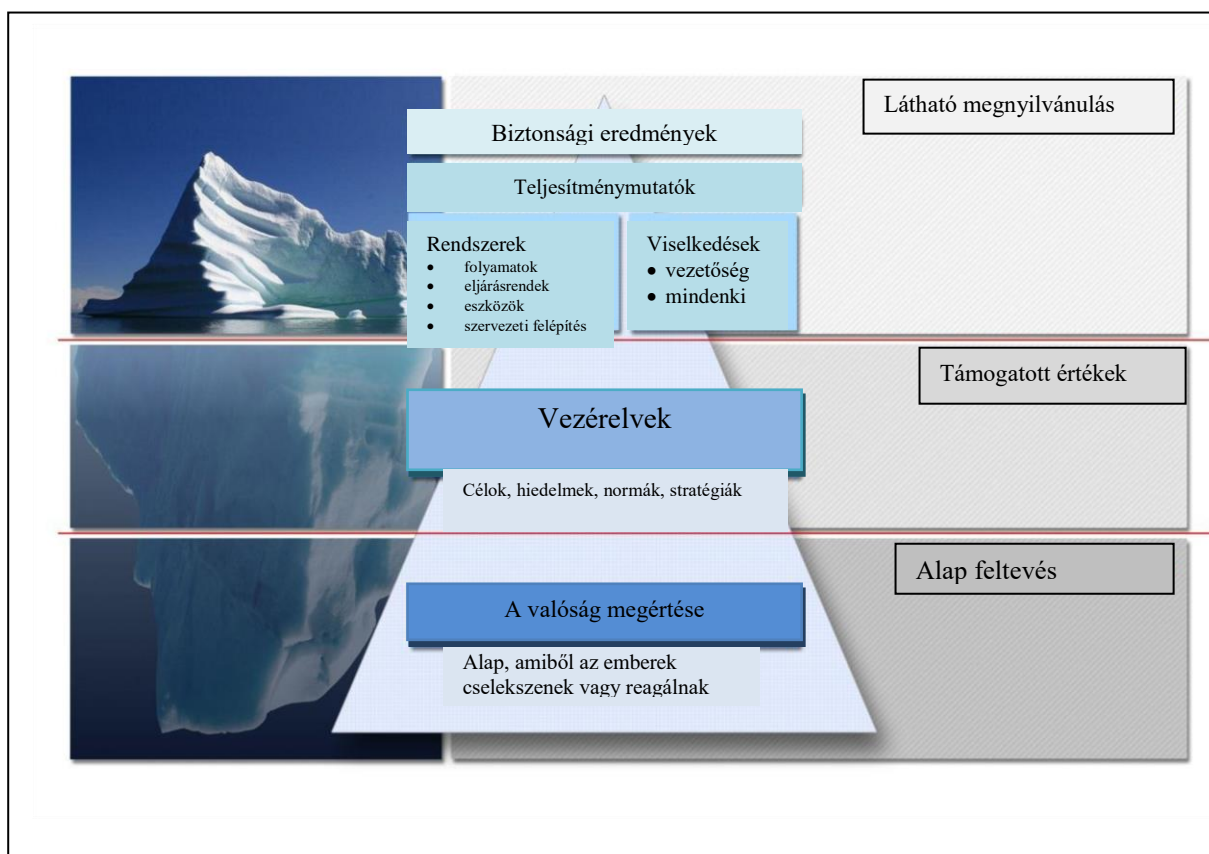 Látható megnyilvánulás
Biztonsági eredmények
Teljesítménymutatók
Rendszerek
• folyamatok
• eljárásrendek
• eszközök
• szervezeti felépítés
Viselkedések
• vezetőség
• mindenki
Támogatott értékek
Vezérelvek
Célok, hiedelmek, normák, stratégiák
Alap feltevés
A valóság megértése
Alap, amiből az emberek
cselekszenek vagy reagálnak